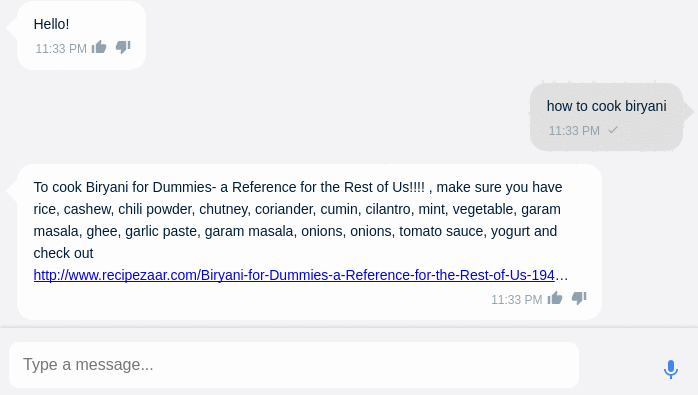 Hello!
11:33 PM
how to cook biryani
11:33 PM
To cook Biryani for Dummies- a Reference for the Rest of Us!!!! , make sure you have
rice, cashew, chili powder, chutney, coriander, cumin, cilantro, mint, vegetable, garam
masala, ghee, garlic paste, garam masala, onions, onions, tomato sauce, yogurt and
check out
http://www.recipezaar.com/Biryani-for-Dummies-a-Reference-for-the-Rest-of-Us-194…
11:33 PM
Type a message...